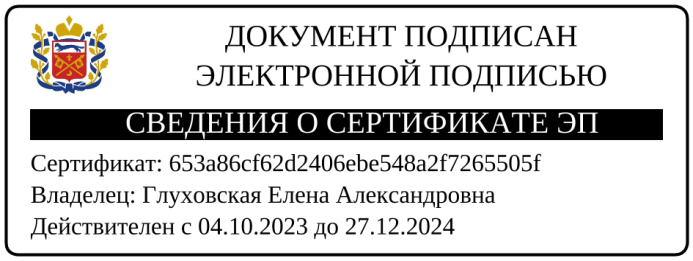 ДОКУМЕНТ ПОДПИСАН
ЭЛЕКТРОННОЙ ПОДПИСЬЮ
СВЕДЕНИЯ О СЕРТИФИКАТЕ ЭП
Сертификат: 653a86cf62d2406ebe548a2f7265505f
Владелец: Глуховская Елена Александровна
Действителен с 04.10.2023 до 27.12.2024